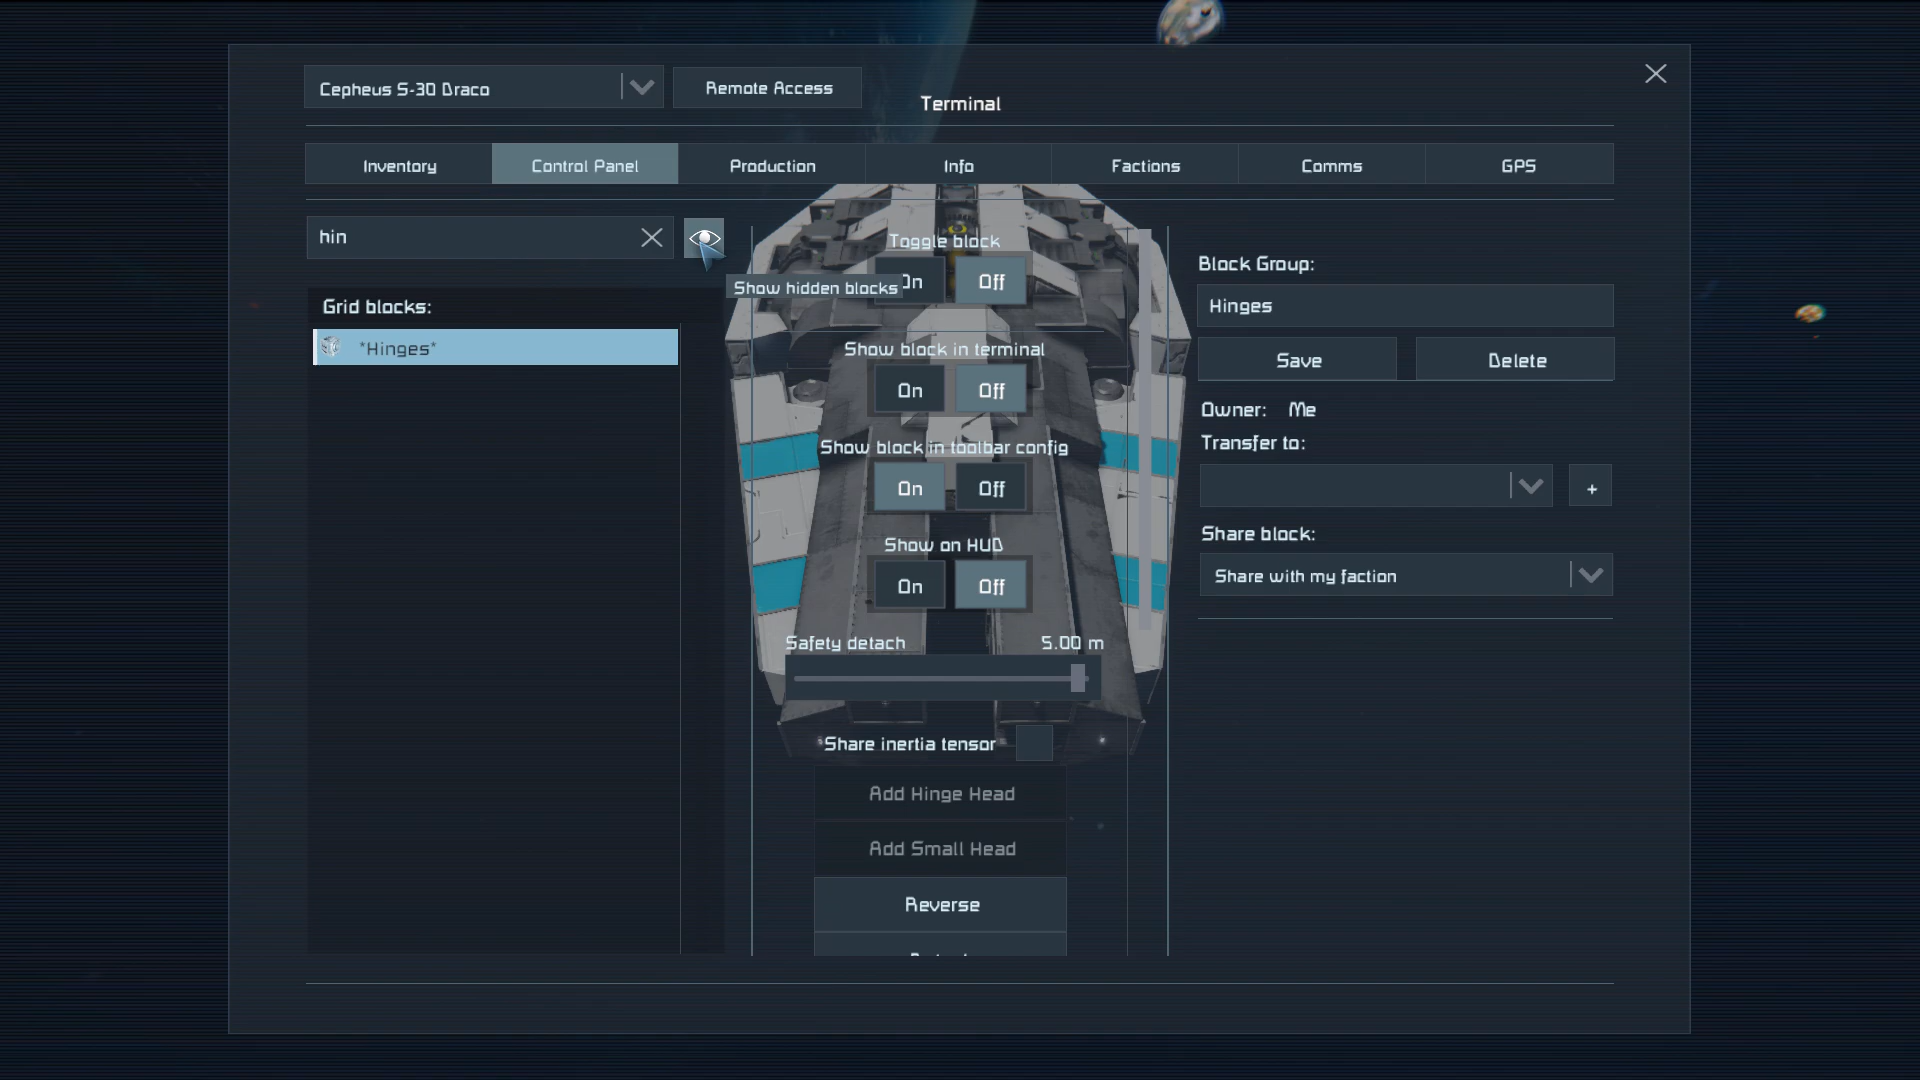 Cepheus S-30 Draco
Remote Access
Terminal
Inventory
Control Panel
Production
Info
Factions
Comms
GPS
hin
Show hidden blocks
Grid blocks:
*Hinges*
Toggle block
On Off
Show block in terminal
On Off
Show block in toolbar config
On Off
Show on HUD
On Off
Safety detach 5.00 m
Share inertia tensor
Add Hinge Head
Add Small Head
Reverse
Block Group:
Hinges
Save
Delete
Owner: Me
Transfer to:
+
Share block:
Share with my faction